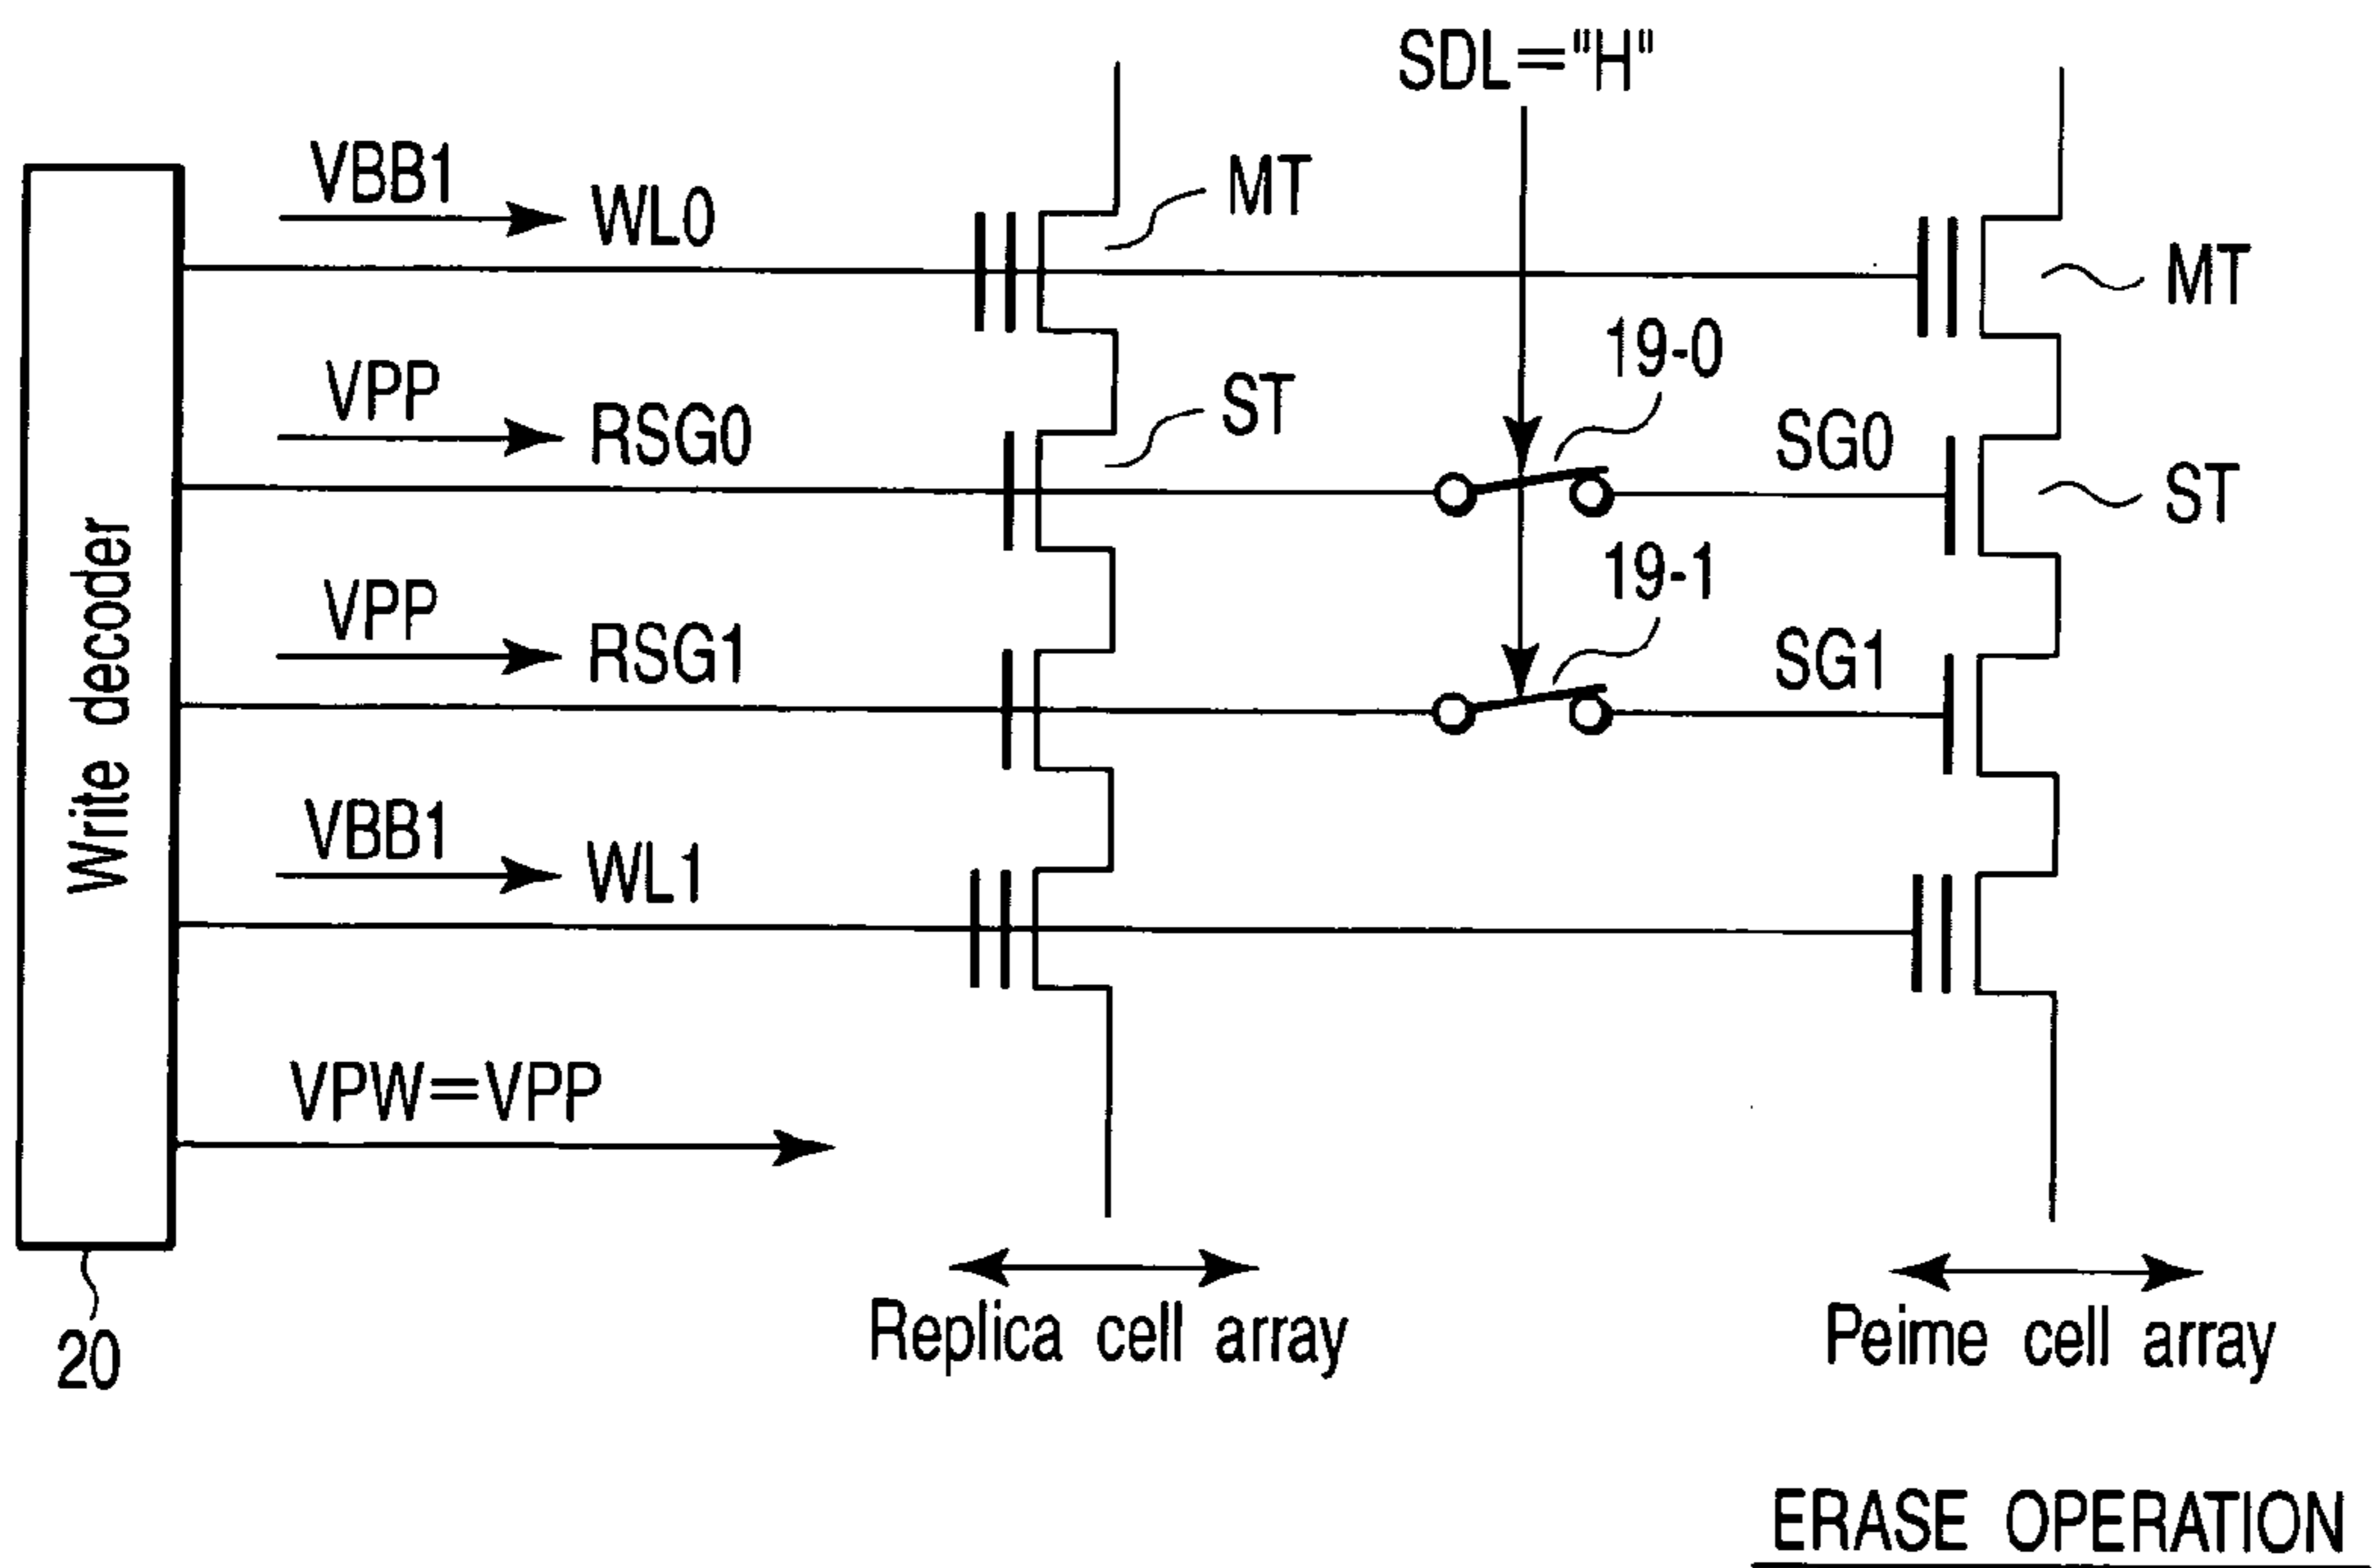 SDL="H"
VBB1
WL0
MT
MT
19-0
VPP
RSG0
ST
SG0
ST
19-1
VPP
RSG1
SG1
Write decoder
VBB1
WL1
VPW=VPP
20
Replica cell array
Peime cell array
ERASE OPERATION